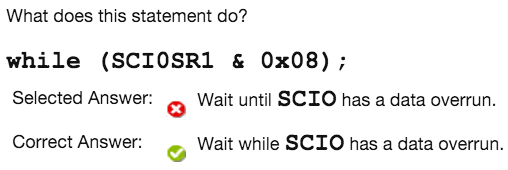 What does this statement do?
while (SCI0SR1 & 0x08);
Selected Answer: Wait until SCIO has a data overrun.
Correct Answer: Wait while SCIO has a data overrun.